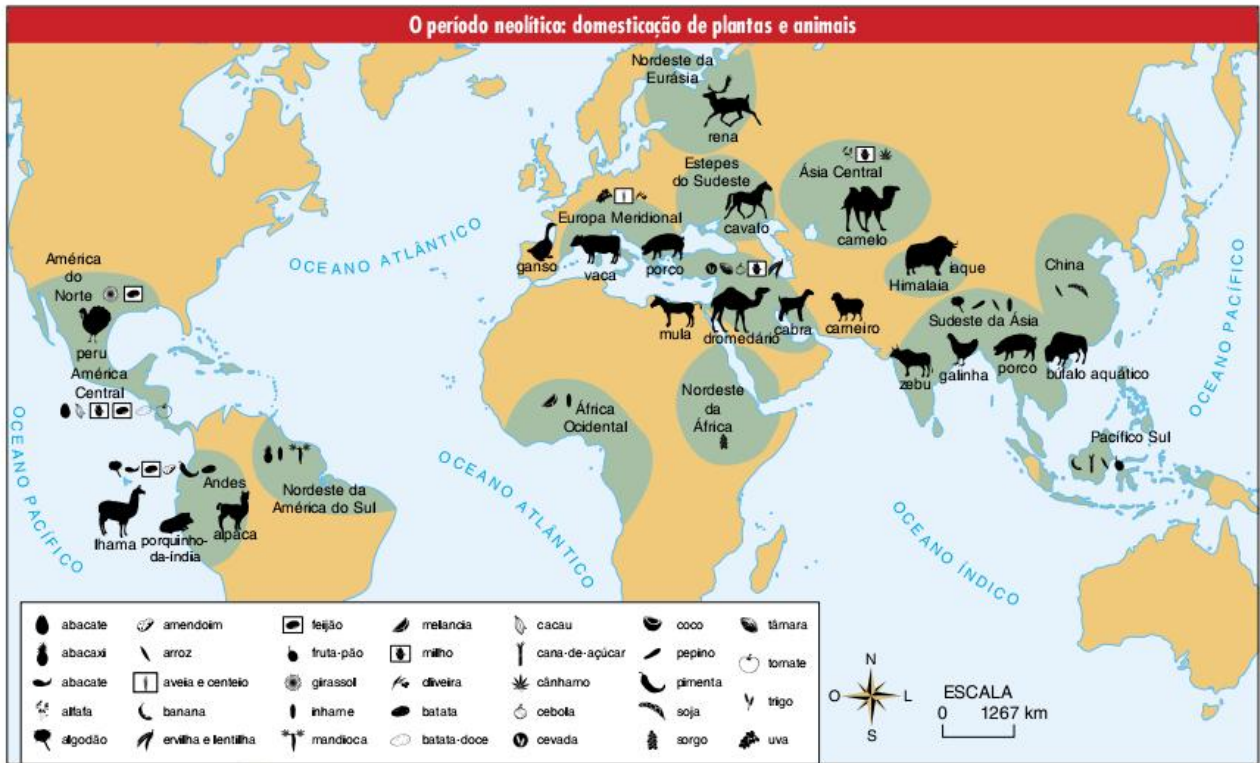 O período neolítico: domesticação de plantas e animais
Nordeste da
Eurásia
rena
Estepes
do Sudeste
cavalo
Ásia Central
camelo
Europa Meridional
ganso
vaca
porco
iaque
Himalaia
China
OCEANO ATLÂNTICO
OCEANO PACÍFICO
América
do
Norte
peru
América
Central
mula
dromedário
cabra
carneiro
Sudeste da Ásia
zebu
galinha
porco
búfalo aquático
África
Ocidental
Nordeste
da
África
Pacífico Sul
OCEANO PACÍFICO
Andes
lhama
porquinho-
da-índia
alpaca
Nordeste da
América do Sul
OCEANO ATLÂNTICO
OCEANO ÍNDICO
abacate
amendoim
feijão
melancia
cacau
coco
tâmara
abacaxi
arroz
fruta-pão
milho
cana-de-açúcar
pepino
tomate
abacate
aveia e centeio
girassol
oliveira
cânhamo
pimenta
trigo
alfafa
banana
inhame
batata
cebola
soja
algodão
ervilha e lentilha
mandioca
batata-doce
cevada
sorgo
uva
N
O
L
S
ESCALA
0 1267 km